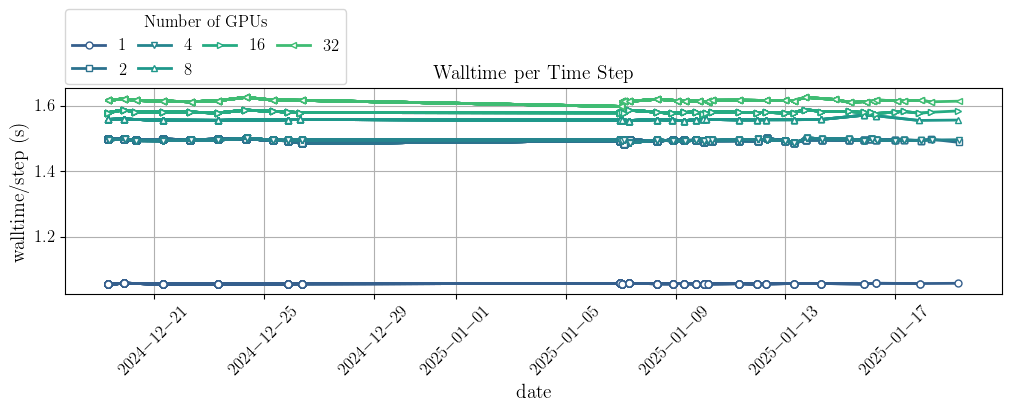 Number of GPUs
1 4 16 32
2 8
Walltime per Time Step
walltime/step (s)
1.6
1.4
1.2
2024−12−21
2024−12−25
2024−12−29
2025−01−01
2025−01−05
2025−01−09
2025−01−13
2025−01−17
date